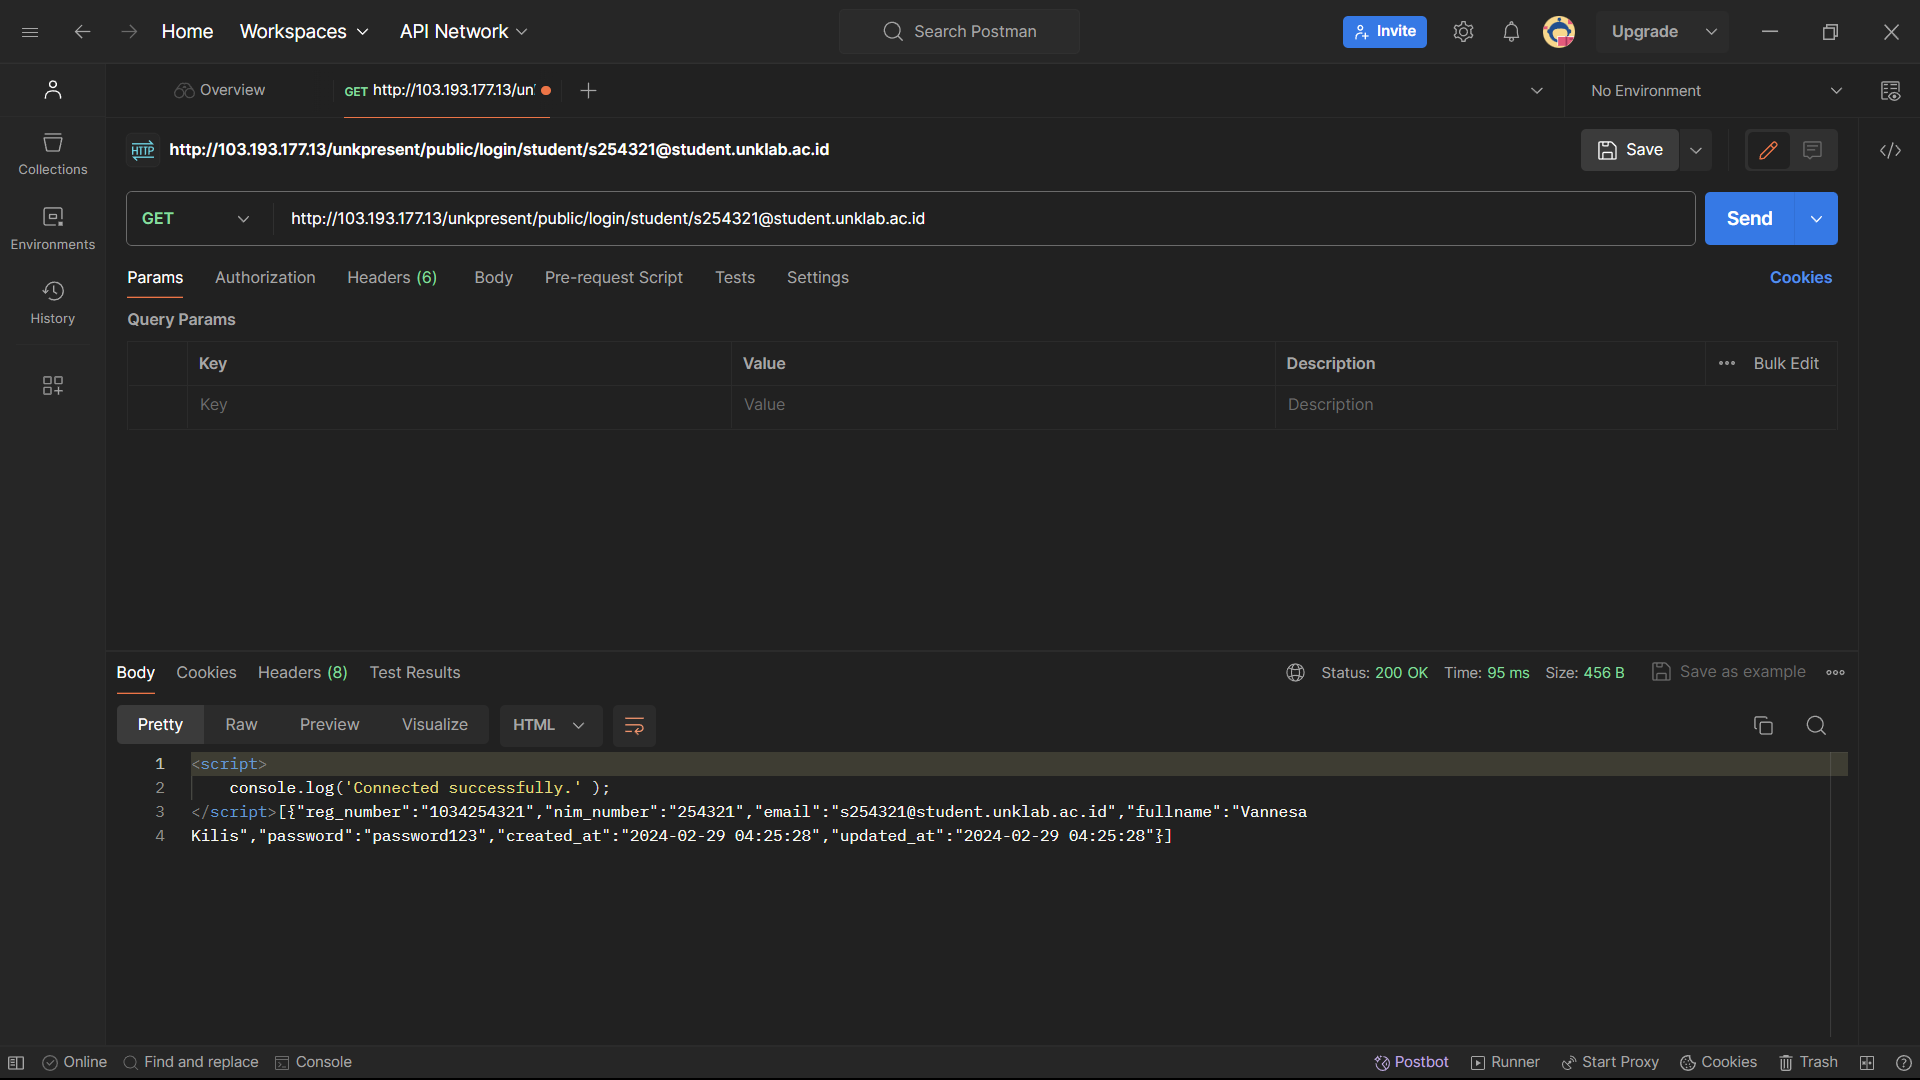 Home Workspaces API Network Search Postman Invite Upgrade
Overview GET http://103.193.177.13/un No Environment
Collections
Environments
History
HTTP http://103.193.177.13/unkpresent/public/login/student/s254321@student.unklab.ac.id Save
GET http://103.193.177.13/unkpresent/public/login/student/s254321@student.unklab.ac.id Send
Params Authorization Headers (6) Body Pre-request Script Tests Settings Cookies
Query Params
Key Value Description ••• Bulk Edit
Key Value Description
Body Cookies Headers (8) Test Results Status: 200 OK Time: 95 ms Size: 456 B Save as example
Pretty Raw Preview Visualize HTML
1 <script>
2 console.log('Connected successfully.' );
3 </script>[{"reg_number":"1034254321","nim_number":"254321","email":"s254321@student.unklab.ac.id","fullname":"Vannesa
4 Kilis","password":"password123","created_at":"2024-02-29 04:25:28","updated_at":"2024-02-29 04:25:28"}]
Online Find and replace Console Postbot Runner Start Proxy Cookies Trash